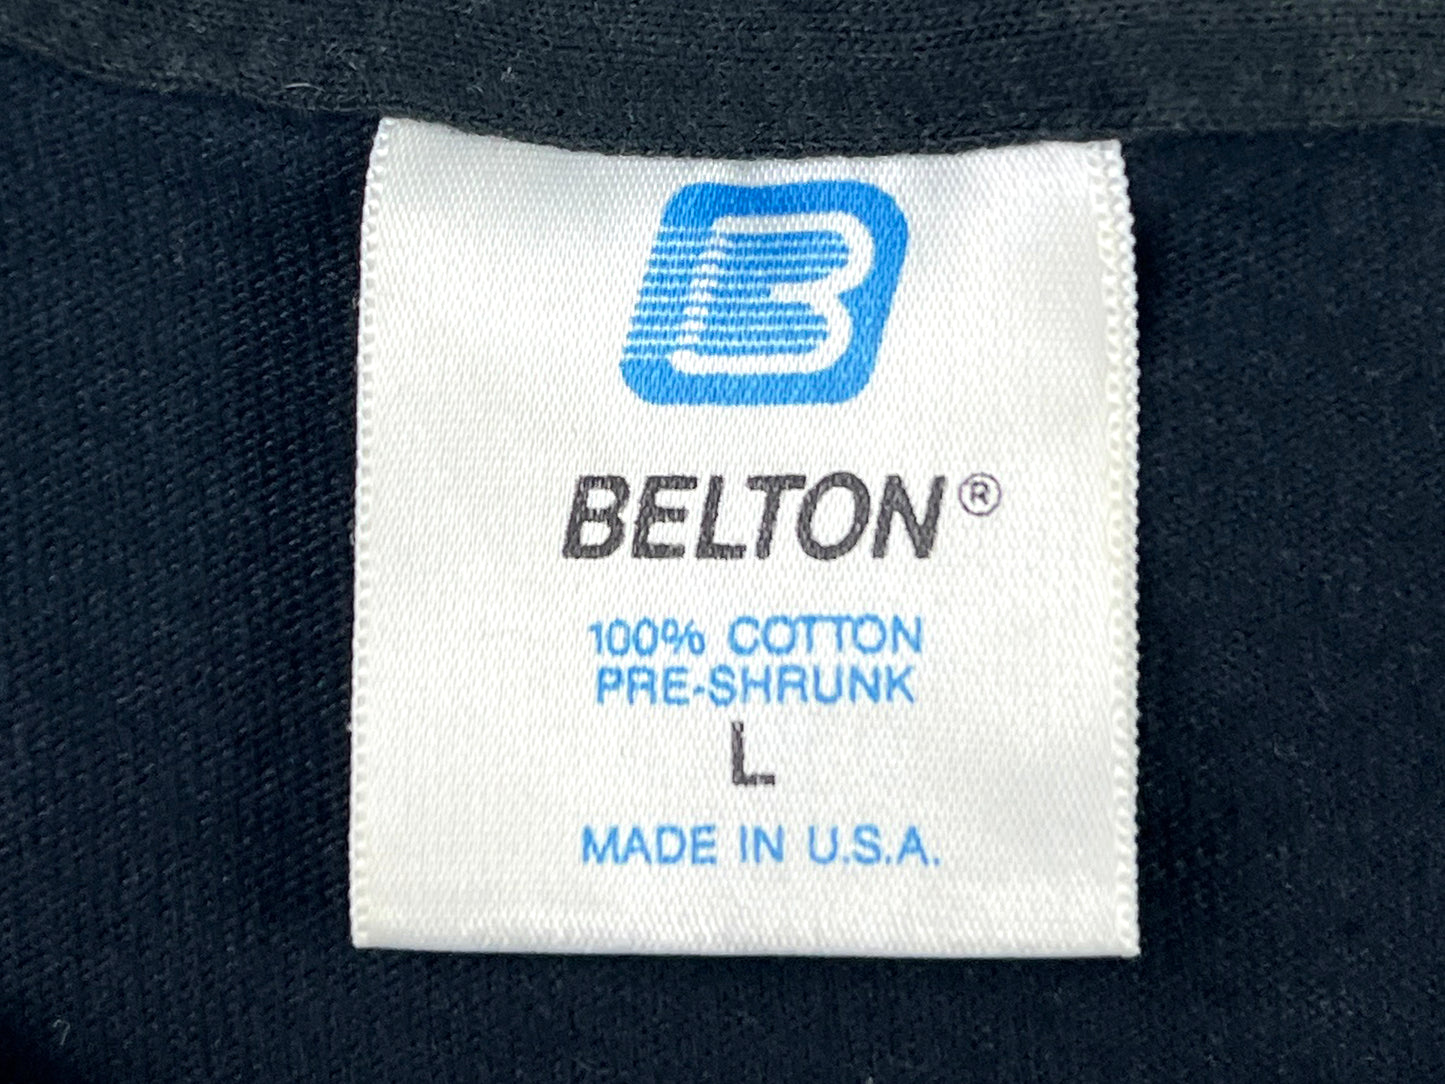 B
BELTON®
100% COTTON
PRE-SHRUNK
L
MADE IN U.S.A.